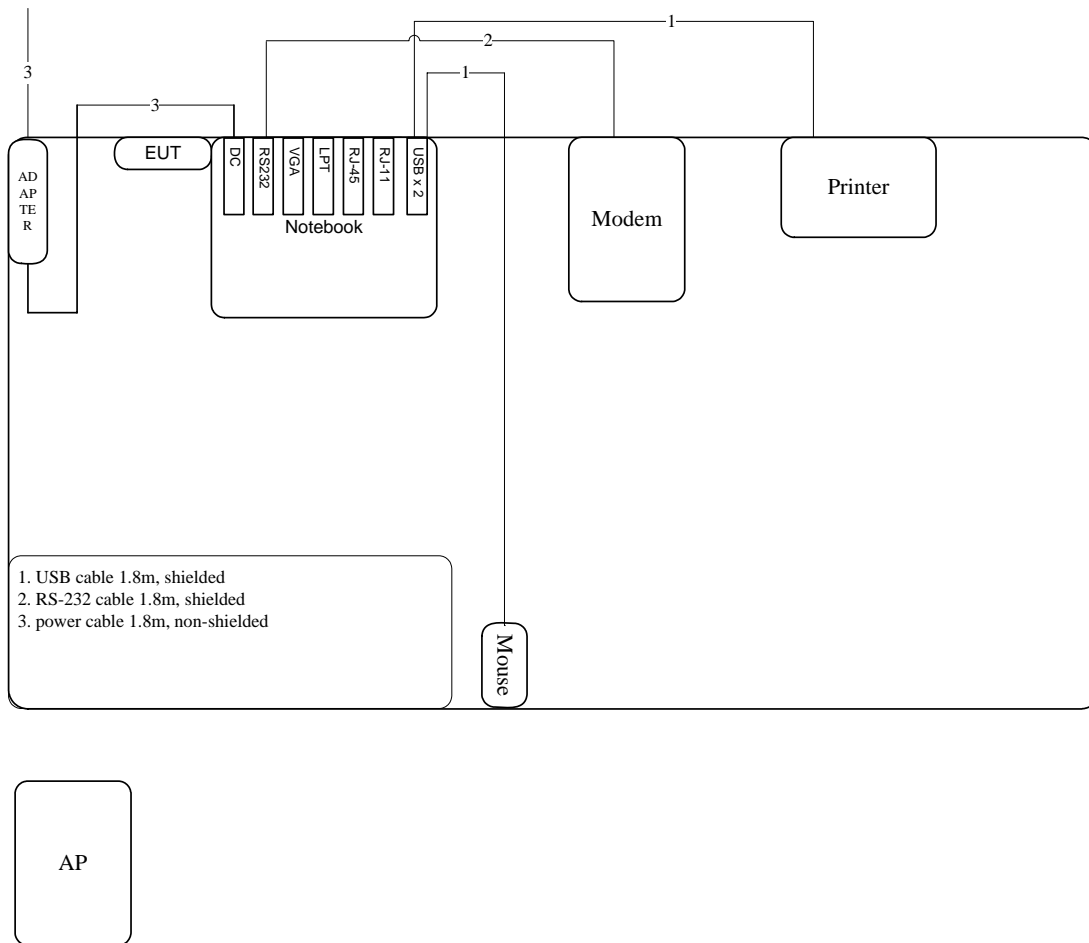 1
2
1
3
3
EUT
DC
RS232
VGA
LPT
RJ-45
RJ-11
USB x 2
AD
AP
TE
R
Notebook
Modem
Printer
1. USB cable 1.8m, shielded
2. RS-232 cable 1.8m, shielded
3. power cable 1.8m, non-shielded
Mouse
AP